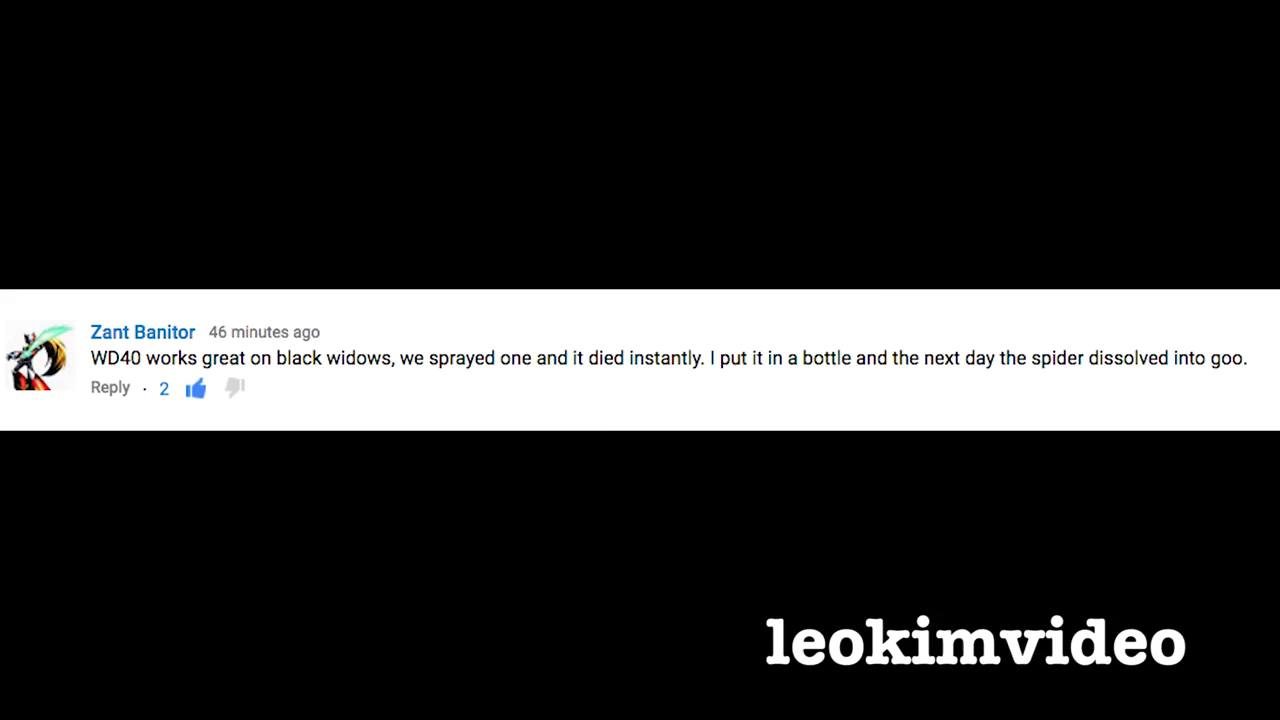 Zant Banitor 46 minutes ago
WD40 works great on black widows, we sprayed one and it died instantly. I put it in a bottle and the next day the spider dissolved into goo.
Reply · 2
leokimvideo